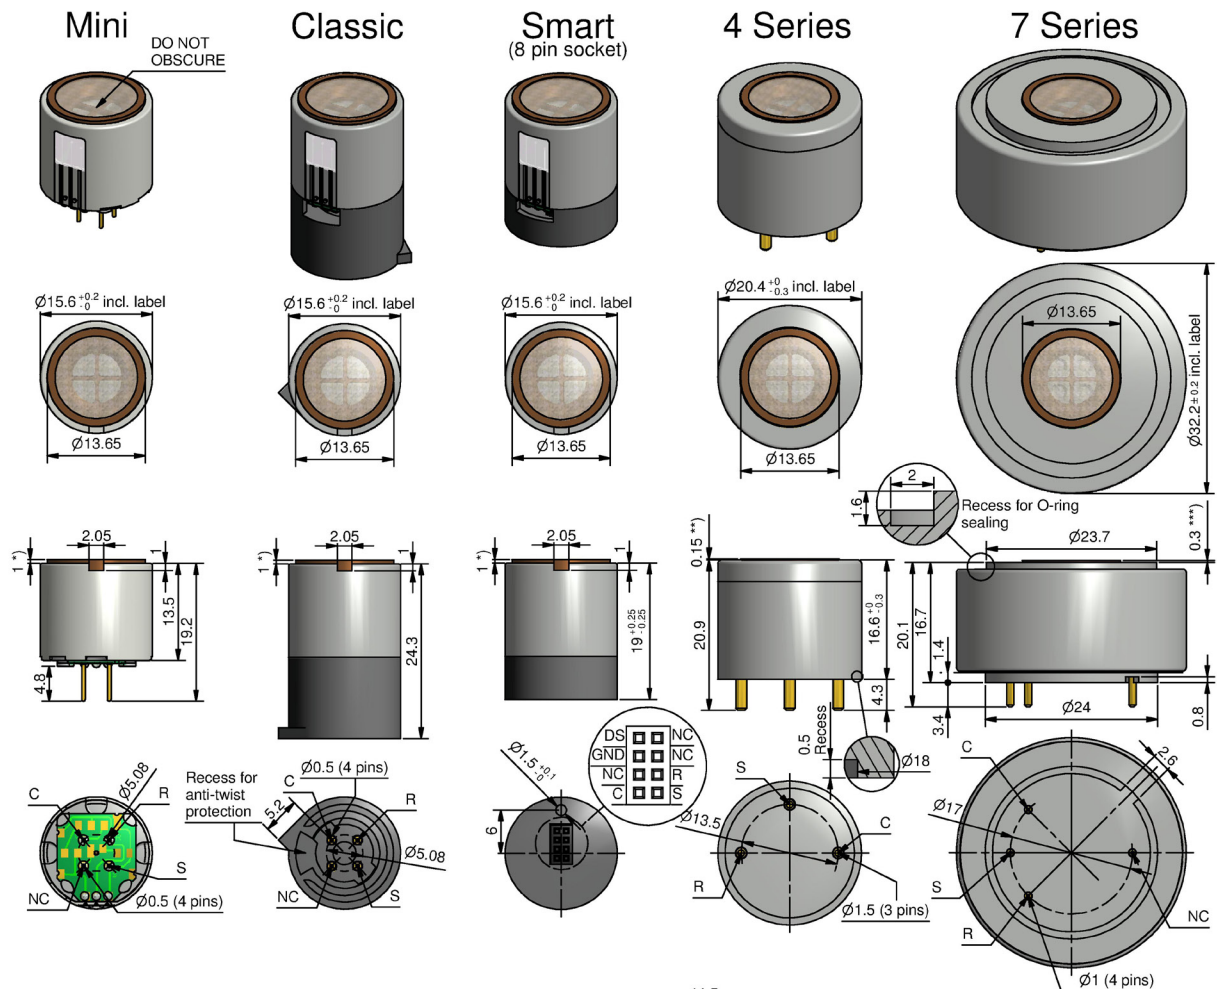 Mini
Classic
Smart
(8 pin socket)
4 Series
7 Series
DO NOT
OBSCURE
Ø15.6 +0.2 -0 incl. label
Ø15.6 +0.2 -0 incl. label
Ø15.6 +0.2 -0 incl. label
Ø20.4 +0 -0.3 incl. label
Ø13.65
Ø32.2 ± 0.2 incl. label
Ø13.65
Ø13.65
Ø13.65
Ø13.65
2
1.6
Recess for O-ring
sealing
2.05
1
1 *)
13.5
19.2
4.8
2.05
1
1 *)
24.3
2.05
1
1 *)
19 +0.25 -0.25
0.15 **)
20.9
16.6 +0 -0.3
4.3
Ø23.7
0.3 ***)
20.1
16.7
1.4
3.4
0.8
Ø24
0.5
Recess
Ø18
DS
NC
GND
NC
NC
R
C
S
C
Ø5.08
R
S
NC
Ø0.5 (4 pins)
Recess for
anti-twist
protection
5.2
Ø0.5 (4 pins)
C
R
Ø5.08
NC
S
Ø1.5 +0.1 -0
6
S
Ø13.5
C
R
Ø1.5 (3 pins)
2.6
C
Ø17
S
R
NC
Ø1 (4 pins)